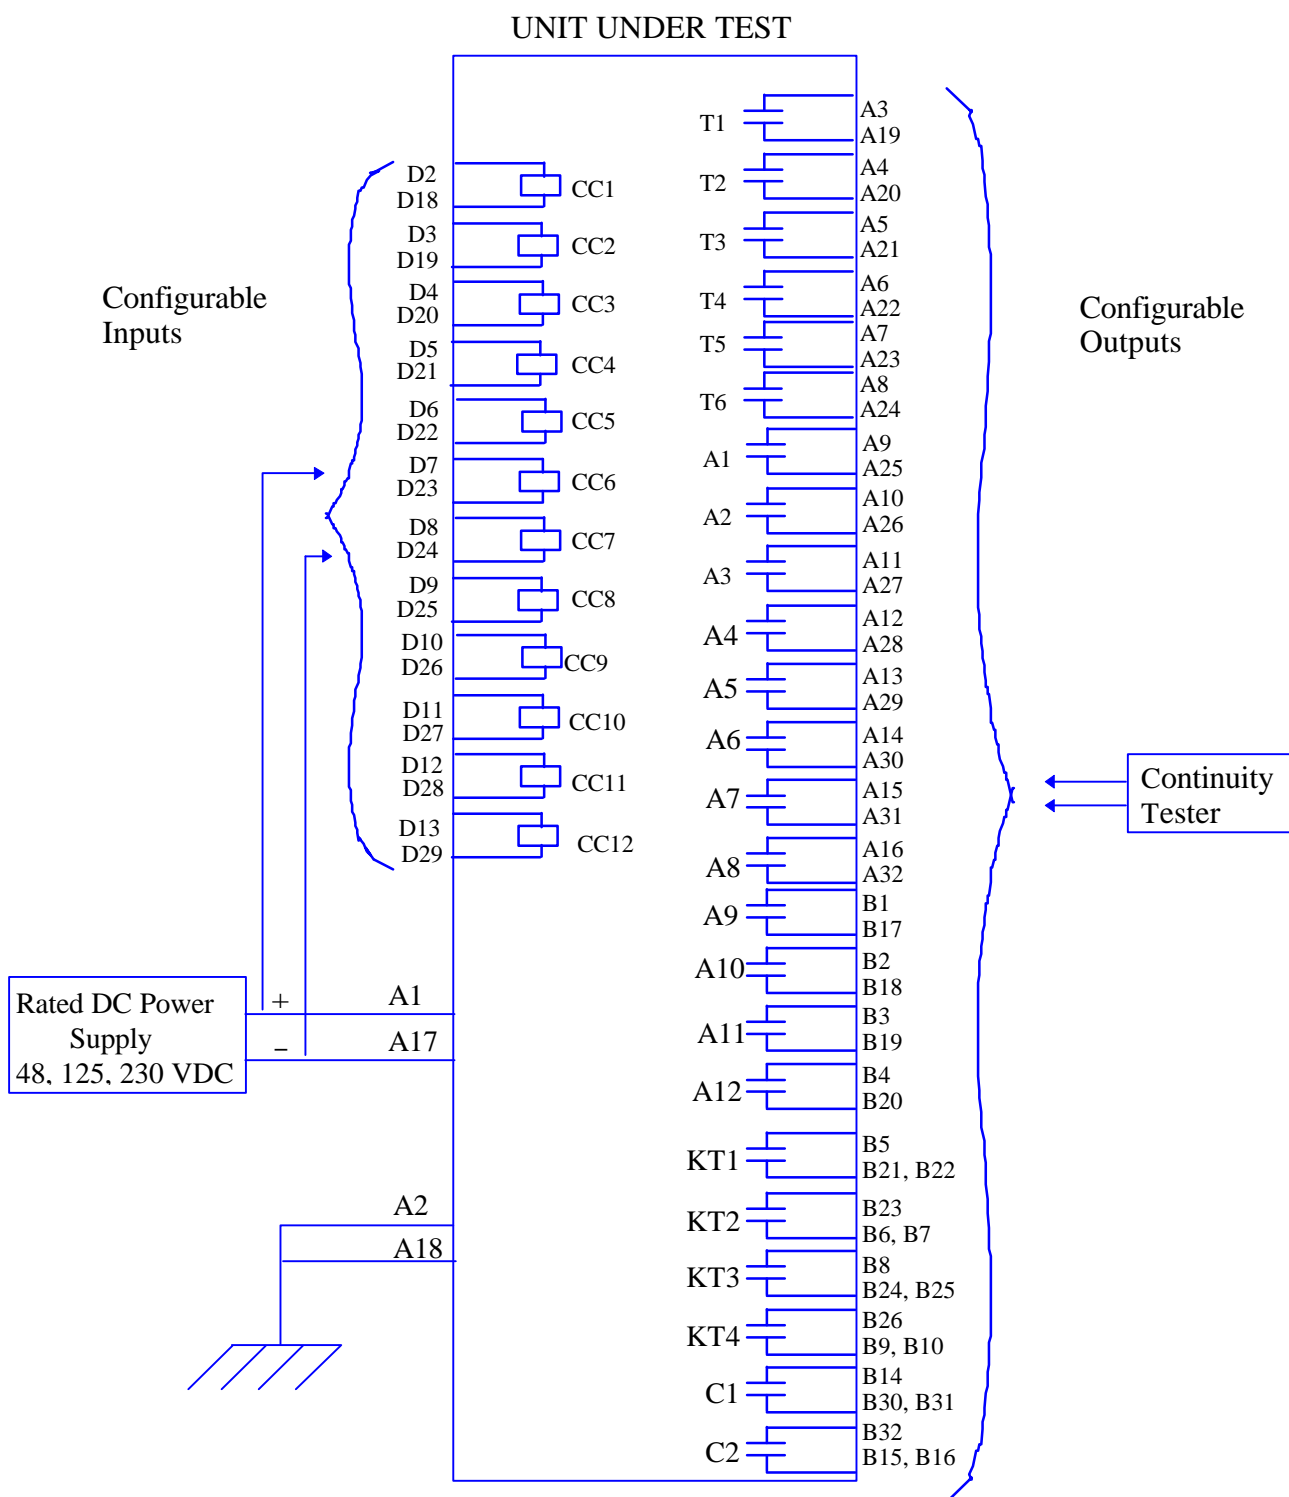 UNIT UNDER TEST
Configurable
Inputs
D2
D18
CC1
D3
D19
CC2
D4
D20
CC3
D5
D21
CC4
D6
D22
CC5
D7
D23
CC6
D8
D24
CC7
D9
D25
CC8
D10
D26
CC9
D11
D27
CC10
D12
D28
CC11
D13
D29
CC12
Rated DC Power
Supply
48, 125, 230 VDC
+
−
A1
A17
A2
A18
T1
A3
A19
T2
A4
A20
T3
A5
A21
T4
A6
A22
T5
A7
A23
T6
A8
A24
A1
A9
A25
A2
A10
A26
A3
A11
A27
A4
A12
A28
A5
A13
A29
A6
A14
A30
A7
A15
A31
A8
A16
A32
A9
B1
B17
A10
B2
B18
A11
B3
B19
A12
B4
B20
KT1
B5
B21, B22
KT2
B23
B6, B7
KT3
B8
B24, B25
KT4
B26
B9, B10
C1
B14
B30, B31
C2
B32
B15, B16
Configurable
Outputs
Continuity
Tester